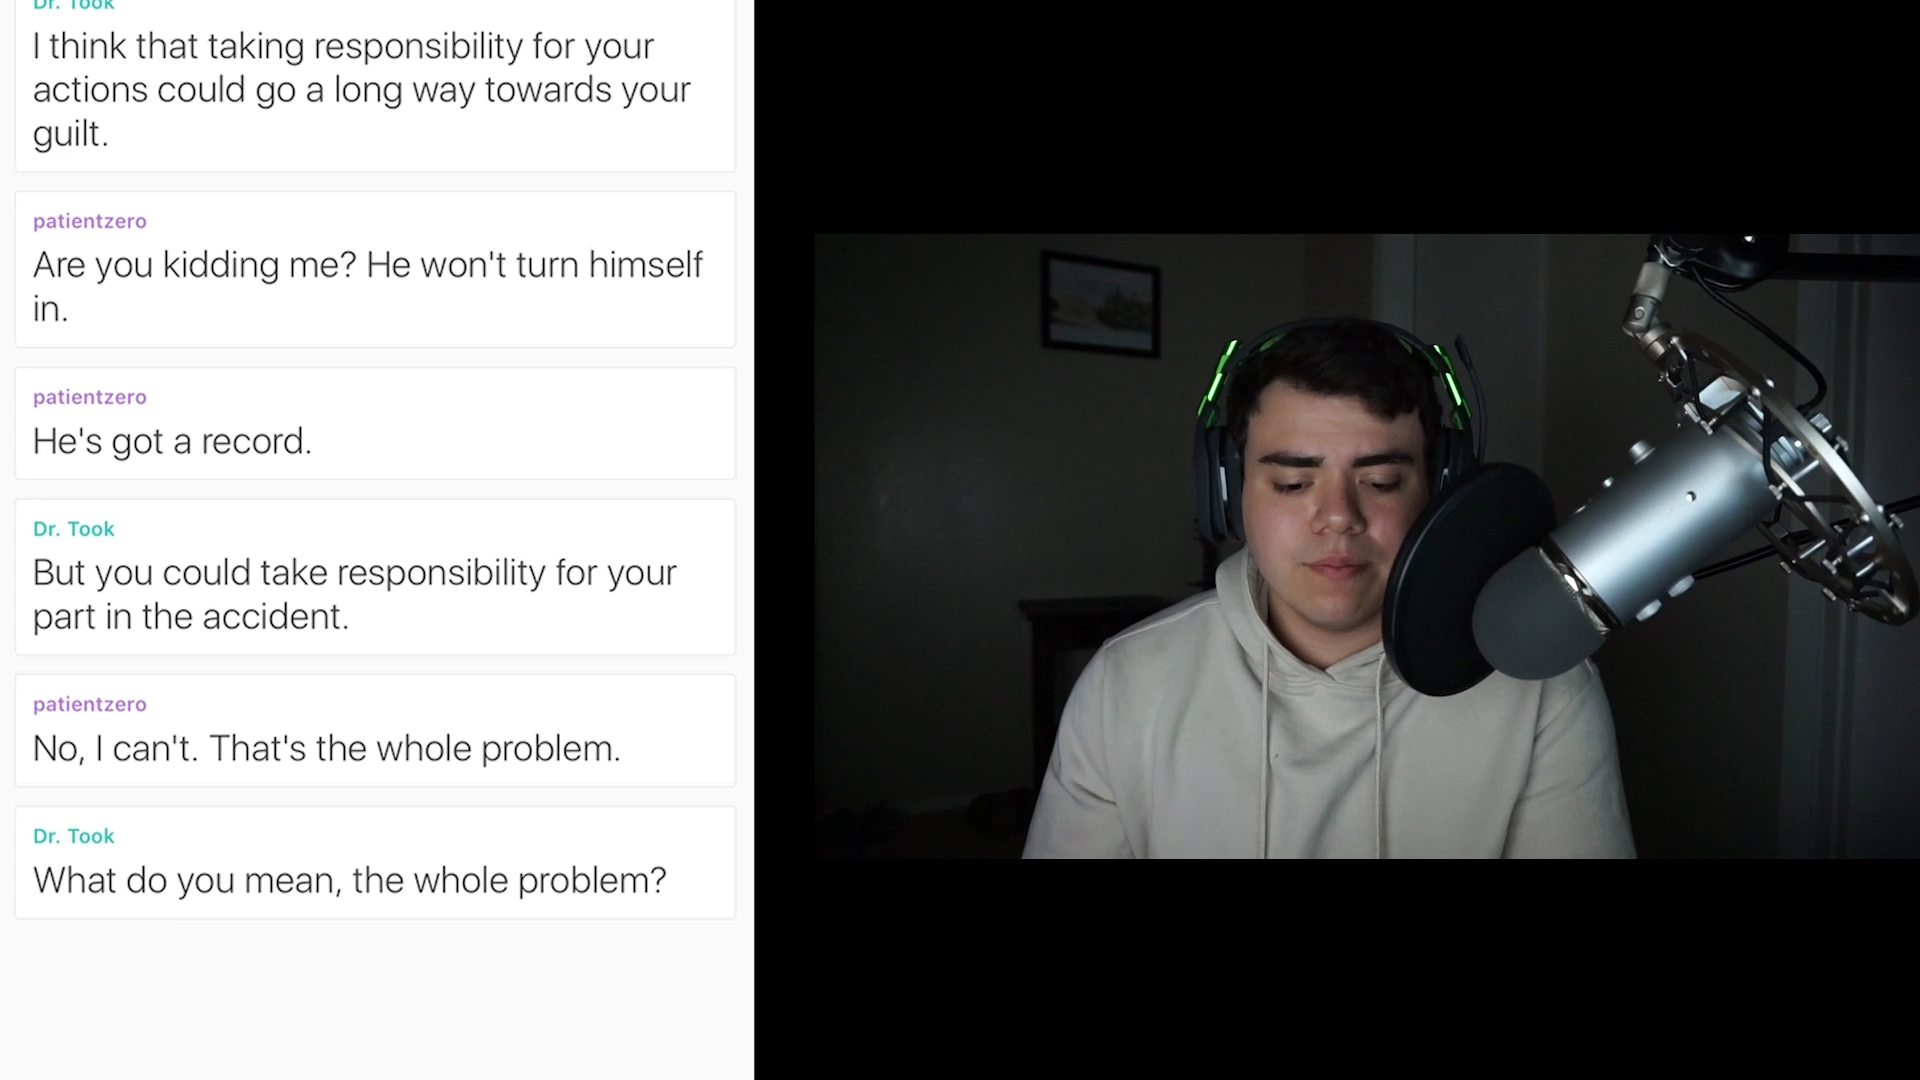 Dr. Took
I think that taking responsibility for your
actions could go a long way towards your
guilt.
patientzero
Are you kidding me? He won't turn himself
in.
patientzero
He's got a record.
Dr. Took
But you could take responsibility for your
part in the accident.
patientzero
No, I can't. That's the whole problem.
Dr. Took
What do you mean, the whole problem?